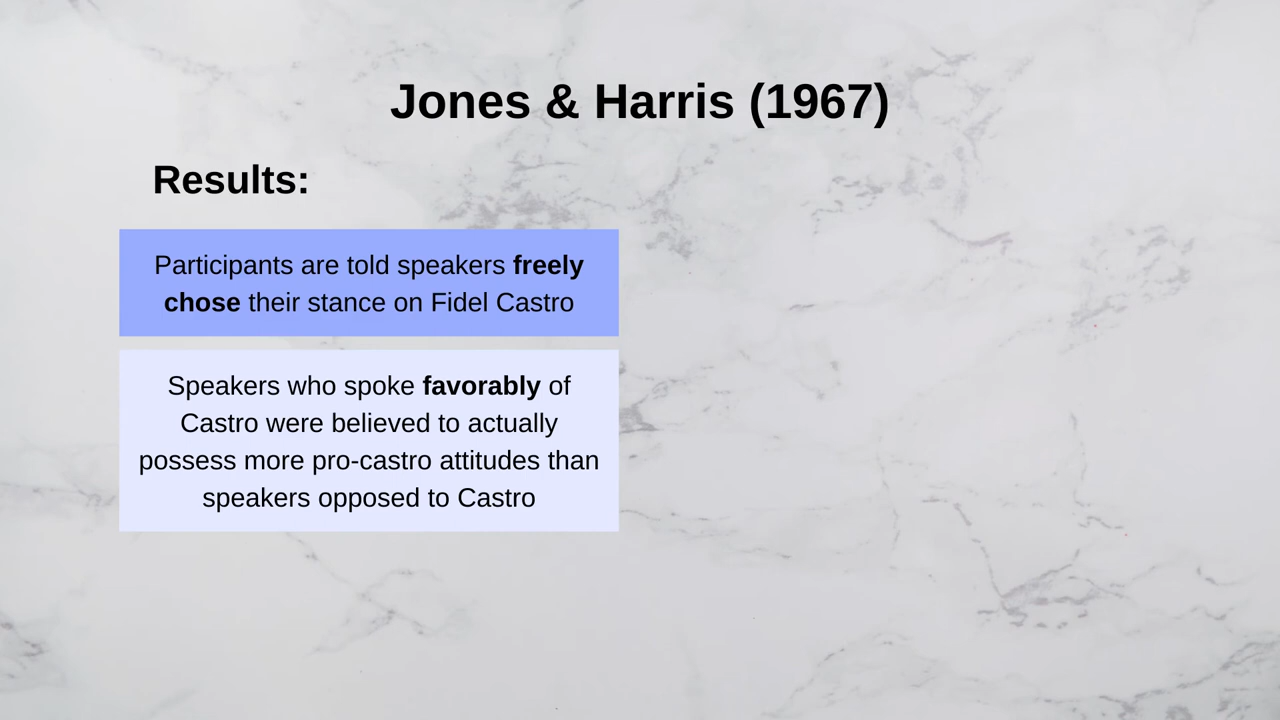 Jones & Harris (1967)
Results:
Participants are told speakers freely
chose their stance on Fidel Castro
Speakers who spoke favorably of
Castro were believed to actually
possess more pro-castro attitudes than
speakers opposed to Castro